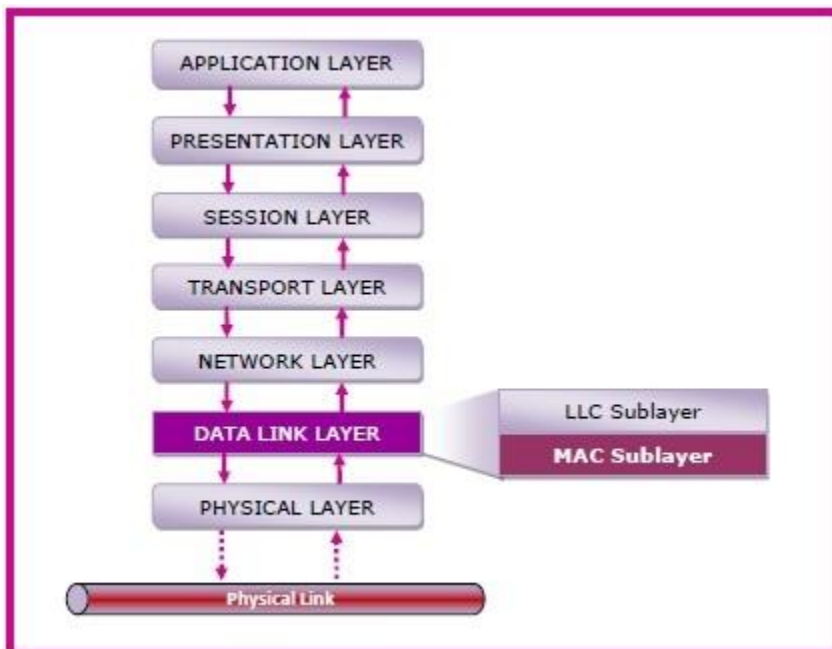 APPLICATION LAYER
PRESENTATION LAYER
SESSION LAYER
TRANSPORT LAYER
NETWORK LAYER
DATA LINK LAYER
LLC Sublayer
MAC Sublayer
PHYSICAL LAYER
Physical Link